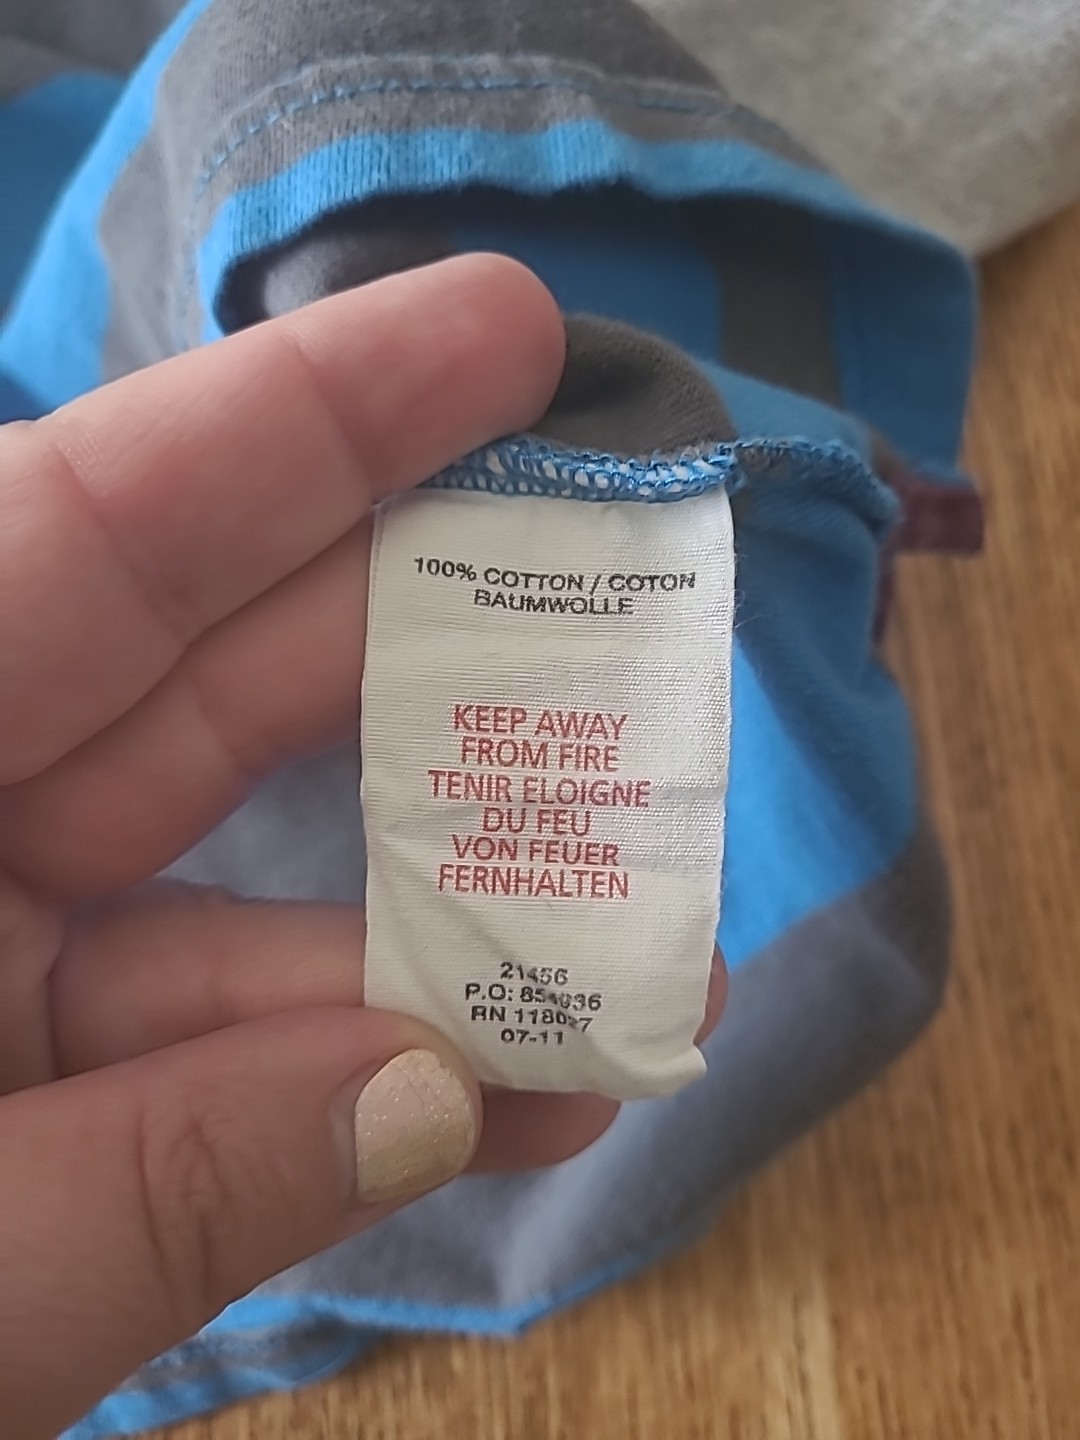 100% COTTON / COTON
BAUMWOLLE
KEEP AWAY
FROM FIRE
TENIR ELOIGNE
DU FEU
VON FEUER
FERNHALTEN
21456
P.O:
RN
07-11